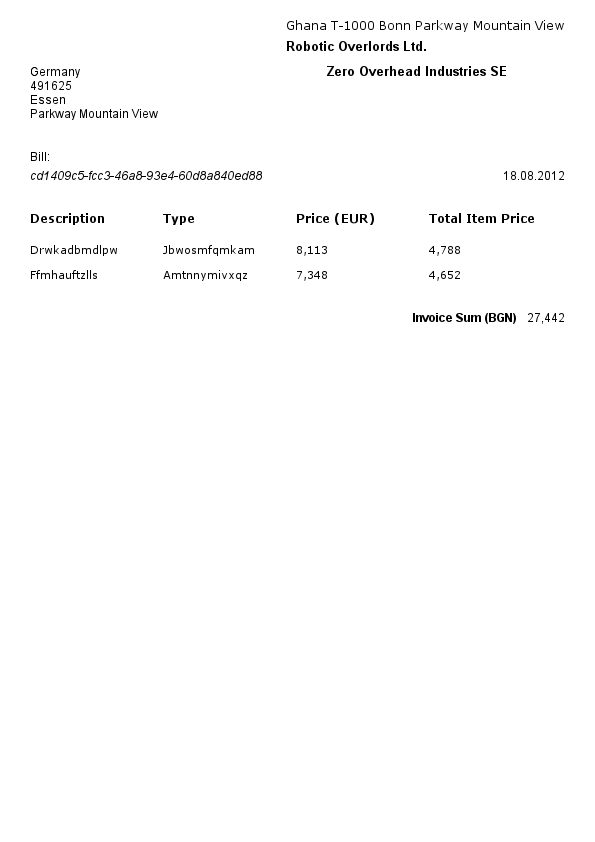 Ghana T-1000 Bonn Parkway Mountain View
Robotic Overlords Ltd.
Zero Overhead Industries SE
Germany
491625
Essen
Parkway Mountain View
Bill:
cd1409c5-fcc3-46a8-93e4-60d8a840ed88 18.08.2012
Description Type Price (EUR) Total Item Price
Drwkadbmdlpw Jbwosmfqmkam 8,113 4,788
Ffmhauftzlls Amtnnymivxqz 7,348 4,652
Invoice Sum (BGN) 27,442